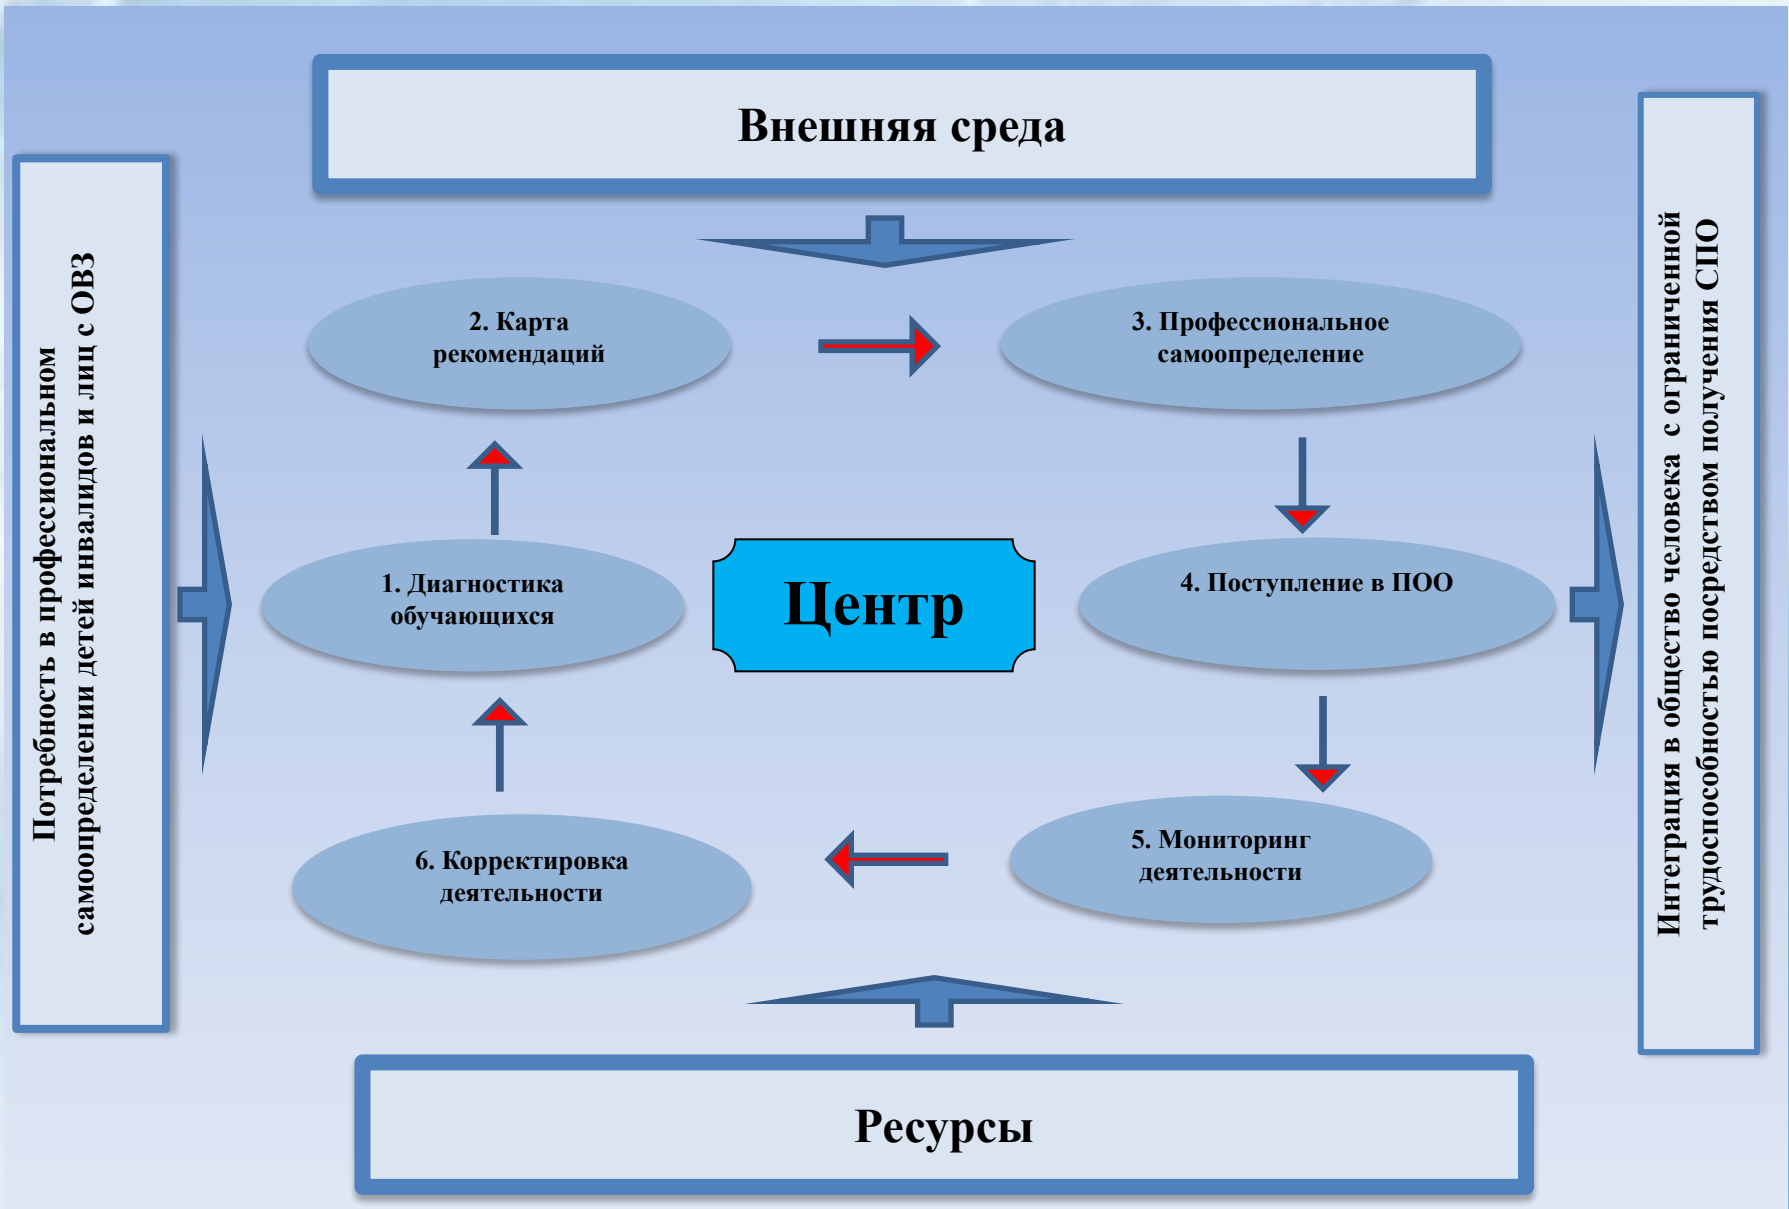 Внешняя среда
Потребность в профессиональном
самоопределении детей инвалидов и лиц с ОВЗ
2. Карта
рекомендаций
3. Профессиональное
самоопределение
1. Диагностика
обучающихся
Центр
4. Поступление в ПОО
6. Корректировка
деятельности
5. Мониторинг
деятельности
Интеграция в общество человека с ограниченной
трудоспособностью посредством получения СПО
Ресурсы